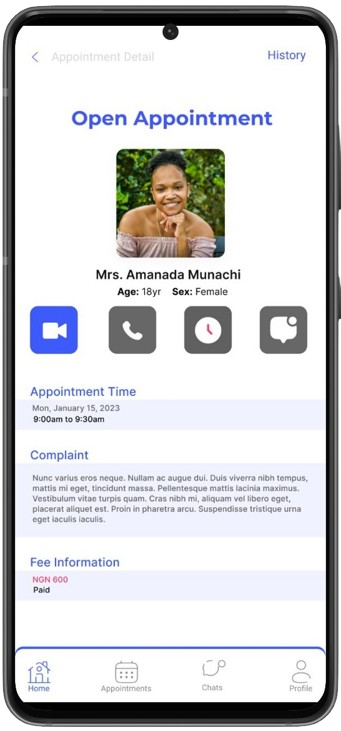 Appointment Detail
History
Open Appointment
Mrs. Amanada Munachi
Age: 18yr Sex: Female
Appointment Time
Mon, January 15, 2023
9:00am to 9:30am
Complaint
Nunc varius eros neque. Nullam ac augue dui. Duis viverra nibh tempus,
mattis mi eget, tincidunt massa. Pellentesque mattis lacinia maximus.
Vestibulum vitae turpis quam. Cras nibh mi, aliquam vel libero eget,
placerat aliquet est. Proin in pharetra arcu. Suspendisse tristique urna
eget iaculis iaculis.
Fee Information
NGN 600
Paid
Home
Appointments
Chats
Profile